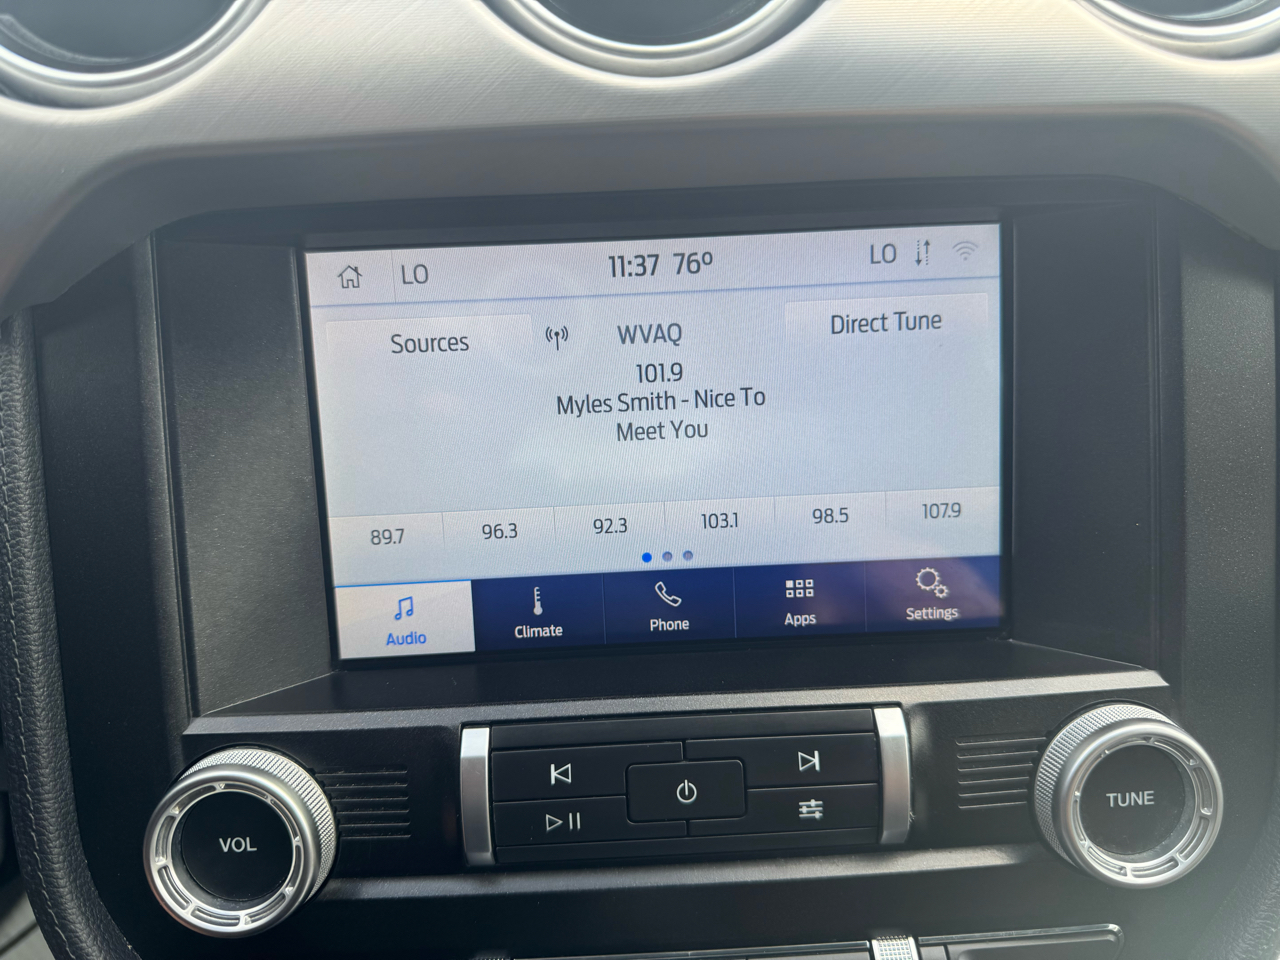 LO
11:37 76°
LO
Sources
WVAQ
Direct Tune
101.9
Myles Smith - Nice To
Meet You
89.7
96.3
92.3
103.1
98.5
107.9
Audio
Climate
Phone
Apps
Settings
VOL
TUNE